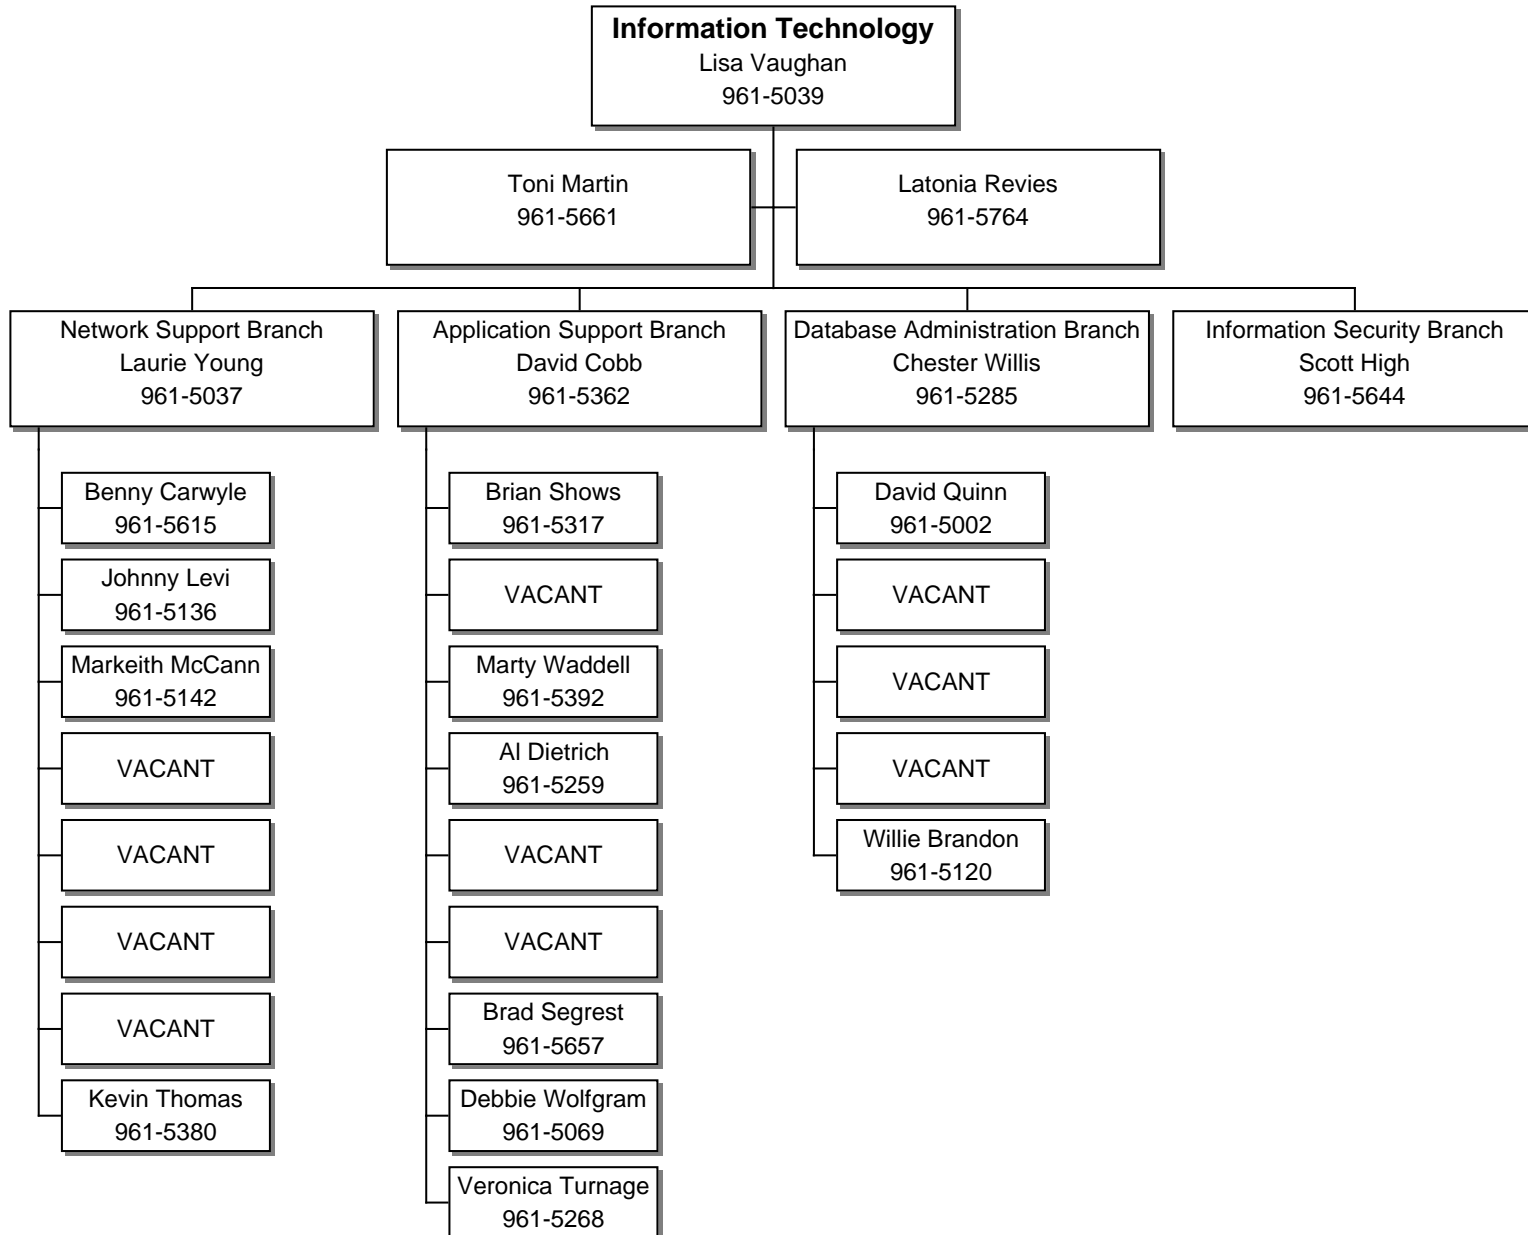 Information Technology
Lisa Vaughan
961-5039
Toni Martin
961-5661
Latonia Revies
961-5764
Network Support Branch
Laurie Young
961-5037
Application Support Branch
David Cobb
961-5362
Database Administration Branch
Chester Willis
961-5285
Information Security Branch
Scott High
961-5644
Benny Carwyle
961-5615
Johnny Levi
961-5136
Markeith McCann
961-5142
VACANT
VACANT
VACANT
VACANT
Kevin Thomas
961-5380
Brian Shows
961-5317
VACANT
Marty Waddell
961-5392
Al Dietrich
961-5259
VACANT
VACANT
Brad Segrest
961-5657
Debbie Wolfgram
961-5069
Veronica Turnage
961-5268
David Quinn
961-5002
VACANT
VACANT
VACANT
Willie Brandon
961-5120